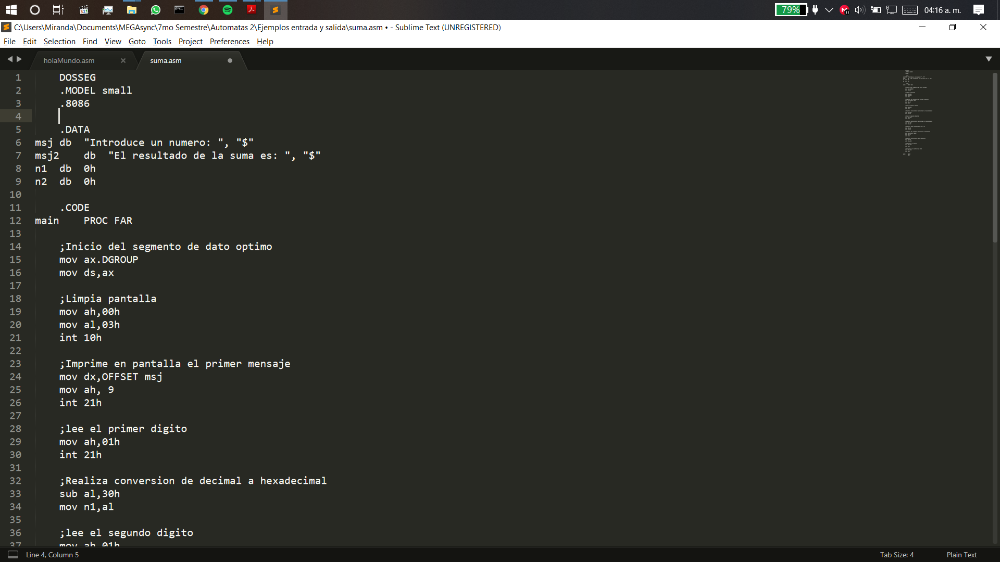 79%
04:16 a. m.
C:\Users\Miranda\Documents\MEGAsync\7mo Semestre\Automatas 2\Ejemplos entrada y salida\suma.asm • - Sublime Text (UNREGISTERED)
File Edit Selection Find View Goto Tools Project Preferences Help
holaMundo.asm
suma.asm
1 DOSSEG
2 .MODEL small
3 .8086
4
5 .DATA
6 msj db "Introduce un numero: ", "$"
7 msj2 db "El resultado de la suma es: ", "$"
8 n1 db 0h
9 n2 db 0h
10
11 .CODE
12 main PROC FAR
13
14 ;Inicio del segmento de dato optimo
15 mov ax.DGROUP
16 mov ds,ax
17
18 ;Limpia pantalla
19 mov ah,00h
20 mov al,03h
21 int 10h
22
23 ;Imprime en pantalla el primer mensaje
24 mov dx,OFFSET msj
25 mov ah, 9
26 int 21h
27
28 ;lee el primer digito
29 mov ah,01h
30 int 21h
31
32 ;Realiza conversion de decimal a hexadecimal
33 sub al,30h
34 mov n1,al
35
36 ;lee el segundo digito
37 mov ah,01h
Line 4, Column 5
Tab Size: 4
Plain Text